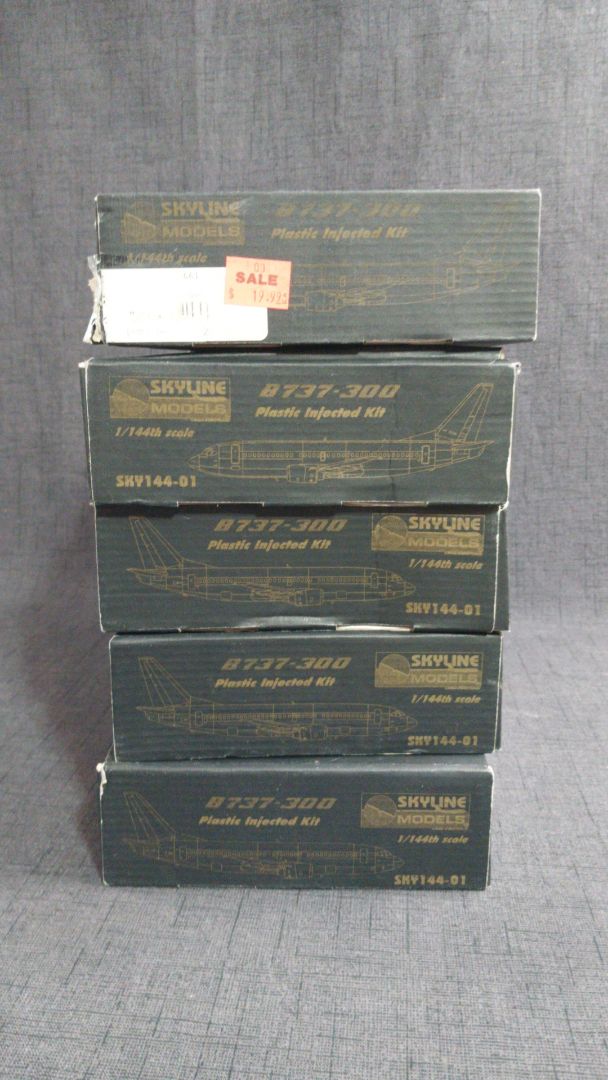 SKYLINE
MODELS
B737-300
Plastic Injected Kit
1/144th scale
SALE
$ 19.92
SKYLINE
MODELS
B737-300
Plastic Injected Kit
1/144th scale
SKY144-01
B737-300
Plastic Injected Kit
SKYLINE
MODELS
1/144th scale
SKY144-01
B737-300
Plastic Injected Kit
SKYLINE
MODELS
1/144th scale
SKY144-01
B737-300
Plastic Injected Kit
SKYLINE
MODELS
1/144th scale
SKY144-01